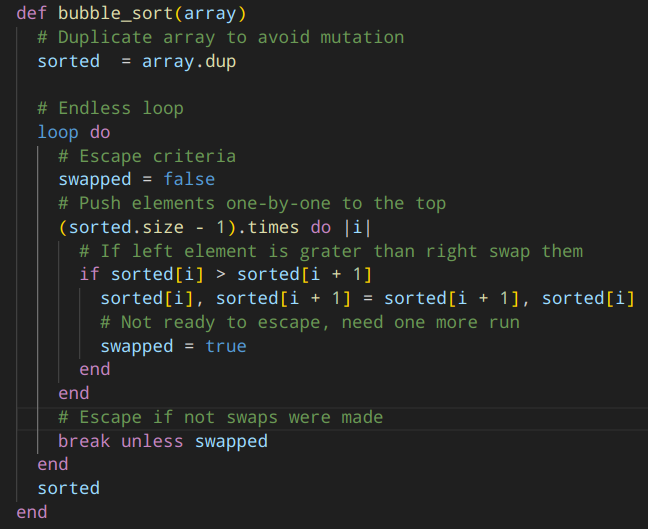 def bubble_sort(array)
  # Duplicate array to avoid mutation
  sorted  = array.dup

  # Endless loop
  loop do
    # Escape criteria
    swapped = false
    # Push elements one-by-one to the top
    (sorted.size - 1).times do |i|
      # If left element is grater than right swap them
      if sorted[i] > sorted[i + 1]
        sorted[i], sorted[i + 1] = sorted[i + 1], sorted[i]
        # Not ready to escape, need one more run
        swapped = true
      end
    end
    # Escape if not swaps were made
    break unless swapped
  end
  sorted
end